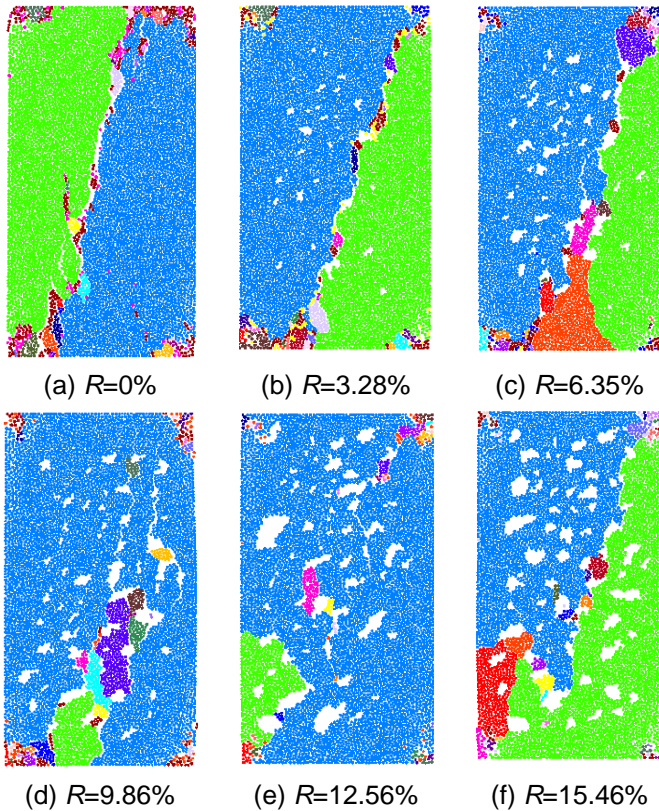 (a) R=0%
(b) R=3.28%
(c) R=6.35%
(d) R=9.86%
(e) R=12.56%
(f) R=15.46%